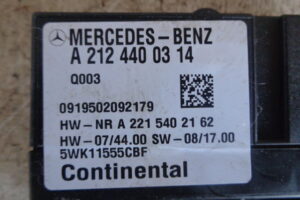 MERCEDES-BENZ
A 212 440 03 14
Q003
0919502092179
HW-NR A 221 540 21 62
HW-07/44.00 SW-08/17.00
5WK11555CBF
Continental